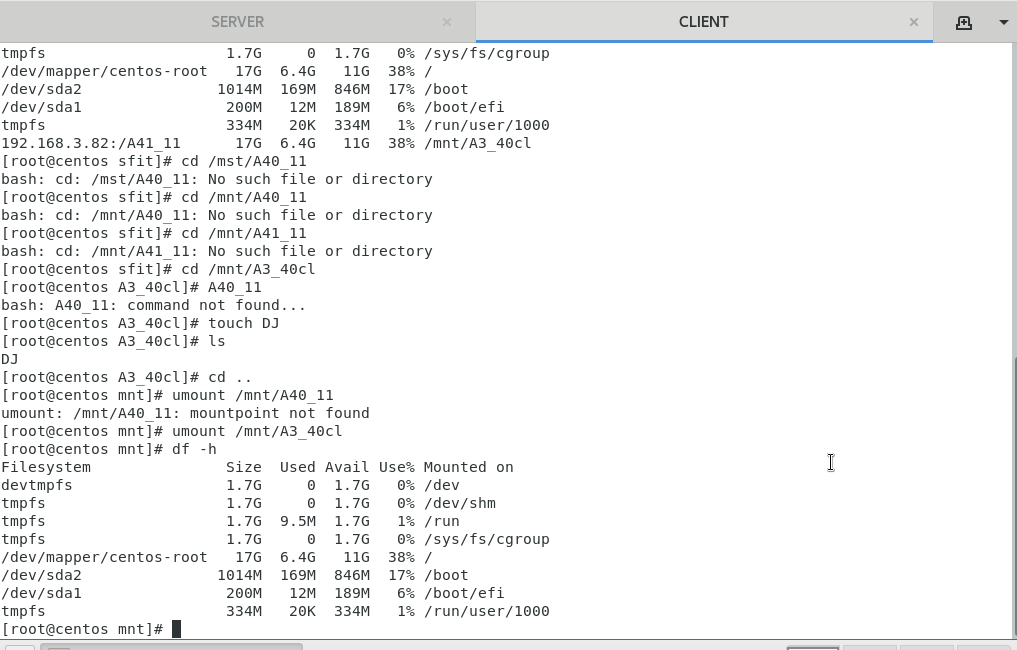 SERVER × CLIENT ×
tmpfs 1.7G 0 1.7G 0% /sys/fs/cgroup
/dev/mapper/centos-root 17G 6.4G 11G 38% /
/dev/sda2 1014M 169M 846M 17% /boot
/dev/sda1 200M 12M 189M 6% /boot/efi
tmpfs 334M 20K 334M 1% /run/user/1000
192.168.3.82:/A41_11 17G 6.4G 11G 38% /mnt/A3_40cl
[root@centos sfit]# cd /mst/A40_11
bash: cd: /mst/A40_11: No such file or directory
[root@centos sfit]# cd /mnt/A40_11
bash: cd: /mnt/A40_11: No such file or directory
[root@centos sfit]# cd /mnt/A41_11
bash: cd: /mnt/A41_11: No such file or directory
[root@centos sfit]# cd /mnt/A3_40cl
[root@centos A3_40cl]# A40_11
bash: A40_11: command not found...
[root@centos A3_40cl]# touch DJ
[root@centos A3_40cl]# ls
DJ
[root@centos A3_40cl]# cd ..
[root@centos mnt]# umount /mnt/A40_11
umount: /mnt/A40_11: mountpoint not found
[root@centos mnt]# umount /mnt/A3_40cl
[root@centos mnt]# df -h
Filesystem Size Used Avail Use% Mounted on
devtmpfs 1.7G 0 1.7G 0% /dev
tmpfs 1.7G 0 1.7G 0% /dev/shm
tmpfs 1.7G 9.5M 1.7G 1% /run
tmpfs 1.7G 0 1.7G 0% /sys/fs/cgroup
/dev/mapper/centos-root 17G 6.4G 11G 38% /
/dev/sda2 1014M 169M 846M 17% /boot
/dev/sda1 200M 12M 189M 6% /boot/efi
tmpfs 334M 20K 334M 1% /run/user/1000
[root@centos mnt]#